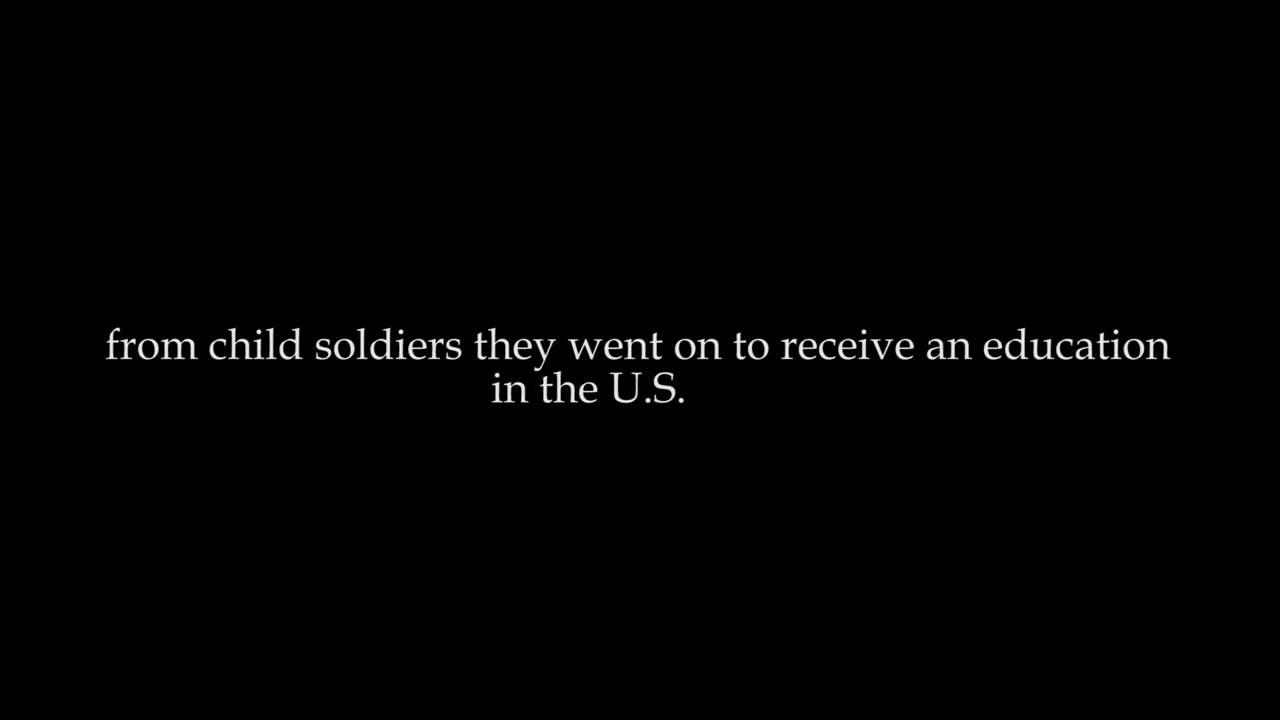 from child soldiers they went on to receive an education
in the U.S.